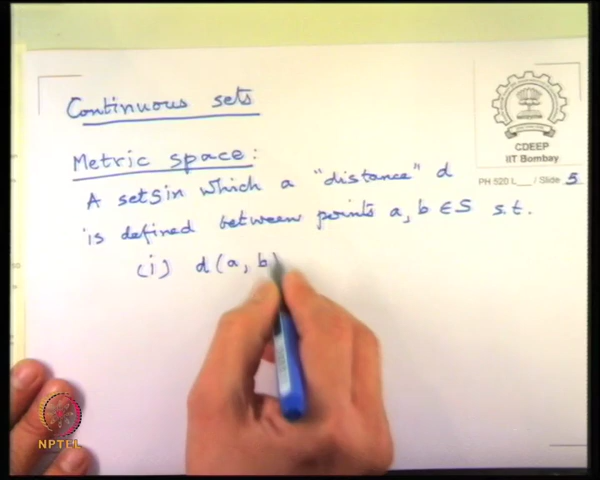 Continuous sets
CDEEP
IIT Bombay
PH 520 L__ / Slide 5
Metric space:
A set S in which a "distance" d
is defined between points a, b ∈ S s.t.
(i) d(a, b)
NPTEL